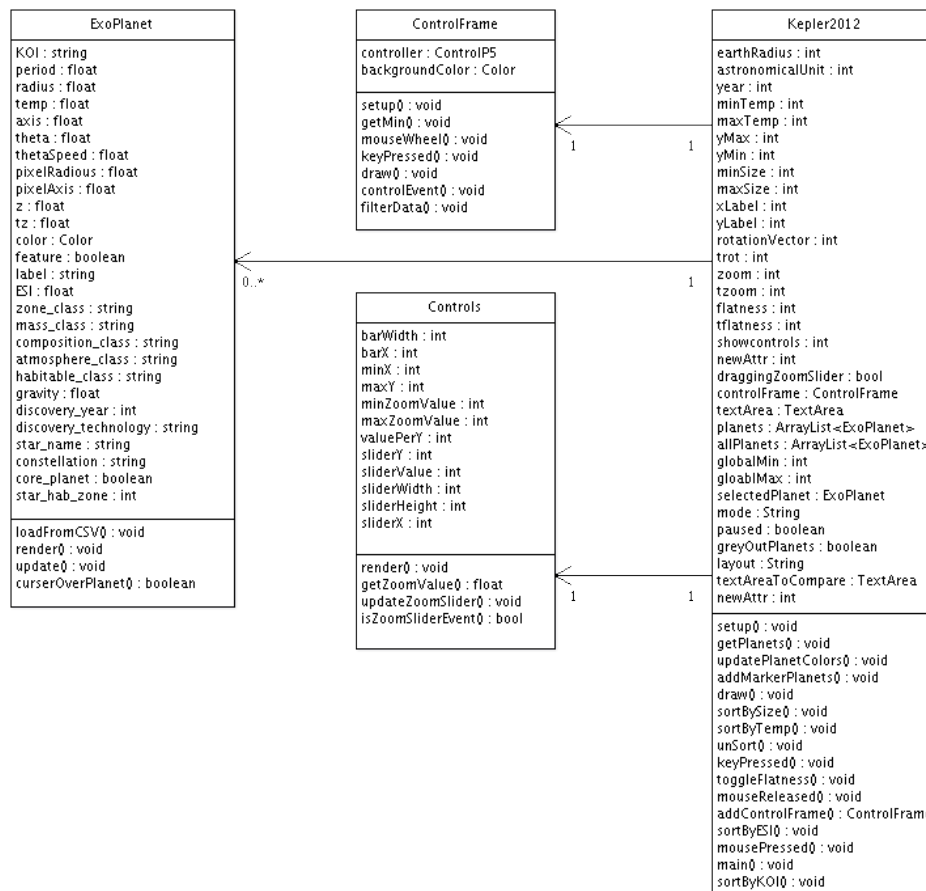 ExoPlanet
KOI : string
period : float
radius : float
temp : float
axis : float
theta : float
thetaSpeed : float
pixelRadious : float
pixelAxis : float
z : float
tz : float
color : Color
feature : boolean
label : string
ESI : float
zone_class : string
mass_class : string
composition_class : string
atmosphere_class : string
habitable_class : string
gravity : float
discovery_year : int
discovery_technology : string
star_name : string
constellation : string
core_planet : boolean
star_hab_zone : int
loadFromCSV() : void
render() : void
update() : void
curserOverPlanet() : boolean
ControlFrame
controller : ControlP5
backgroundColor : Color
setup() : void
getMin() : void
mouseWheel() : void
keyPressed() : void
draw() : void
controlEvent() : void
filterData() : void
1
1
0..*
1
Controls
barWidth : int
barX : int
minX : int
maxY : int
minZoomValue : int
maxZoomValue : int
valuePerY : int
sliderY : int
sliderValue : int
sliderWidth : int
sliderHeight : int
sliderX : int
render() : void
getZoomValue() : float
updateZoomSlider() : void
isZoomSliderEvent() : bool
1
1
Kepler2012
earthRadius : int
astronomicalUnit : int
year : int
minTemp : int
maxTemp : int
yMax : int
yMin : int
minSize : int
maxSize : int
xLabel : int
yLabel : int
rotationVector : int
trot : int
zoom : int
tzoom : int
flatness : int
tflatness : int
showcontrols : int
newAttr : int
draggingZoomSlider : bool
controlFrame : ControlFrame
textArea : TextArea
planets : ArrayList<ExoPlanet>
allPlanets : ArrayList<ExoPlanet>
globalMin : int
gloablMax : int
selectedPlanet : ExoPlanet
mode : String
paused : boolean
greyOutPlanets : boolean
layout : String
textAreaToCompare : TextArea
newAttr : int
setup() : void
getPlanets() : void
updatePlanetColors() : void
addMarkerPlanets() : void
draw() : void
sortBySize() : void
sortByTemp() : void
unSort() : void
keyPressed() : void
toggleFlatness() : void
mouseReleased() : void
addControlFrame() : ControlFram
sortByESI() : void
mousePressed() : void
main() : void
sortByKOI() : void